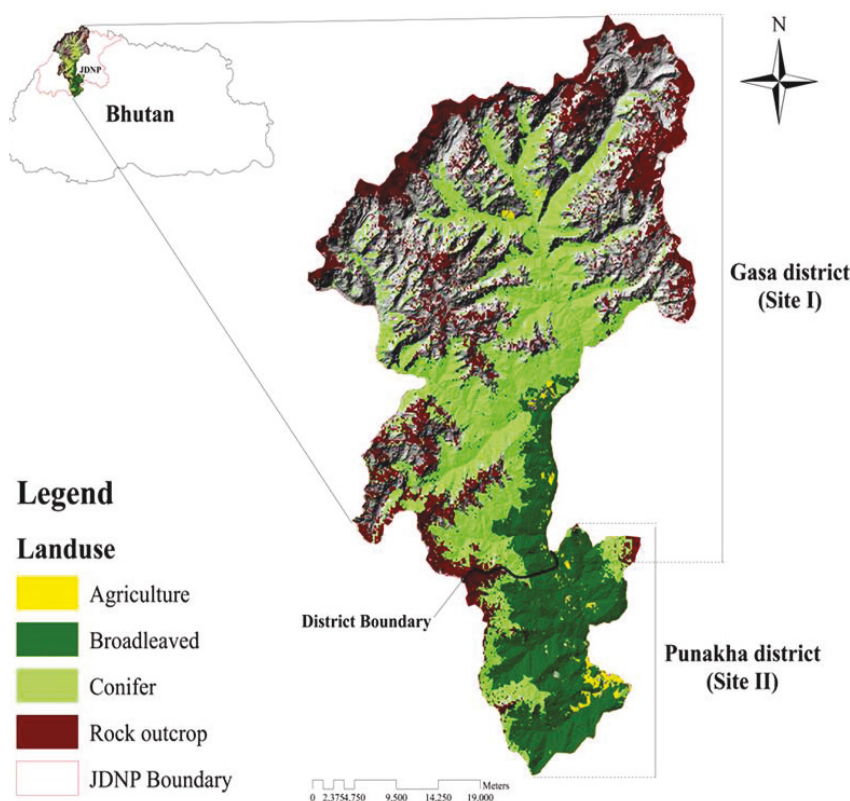 N
JDNP
Bhutan
Gasa district
(Site I)
Legend
Landuse
Agriculture
Broadleaved
Conifer
Rock outcrop
JDNP Boundary
District Boundary
Punakha district
(Site II)
Meters
0 2,3754,750 9,500 14,250 19,000